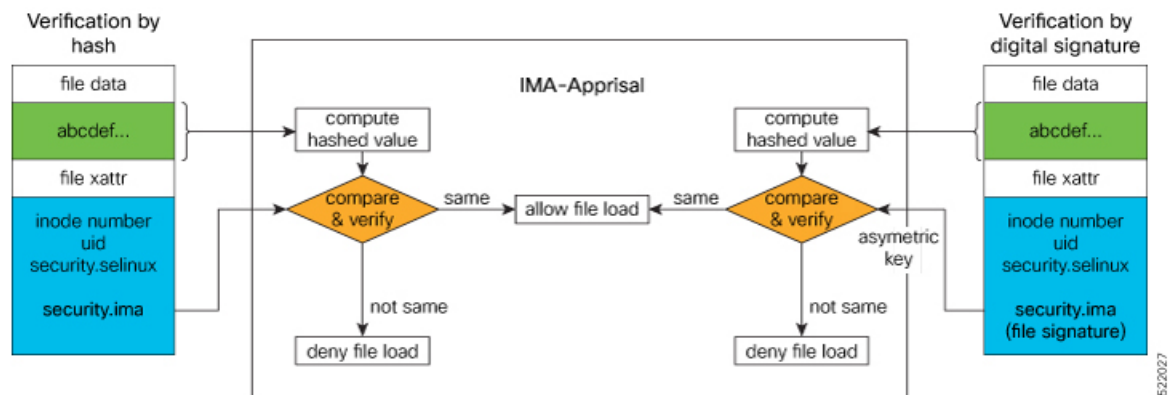 Verification by
hash
file data
abcdef...
file xattr
inode number
uid
security.selinux
security.ima
IMA-Apprisal
compute
hashed value
compare
& verify
same
allow file load
not same
deny file load
compute
hashed value
compare
& verify
same
asymetric
key
not same
deny file load
Verification by
digital signature
file data
abcdef...
file xattr
inode number
uid
security.selinux
security.ima
(file signature)
522027